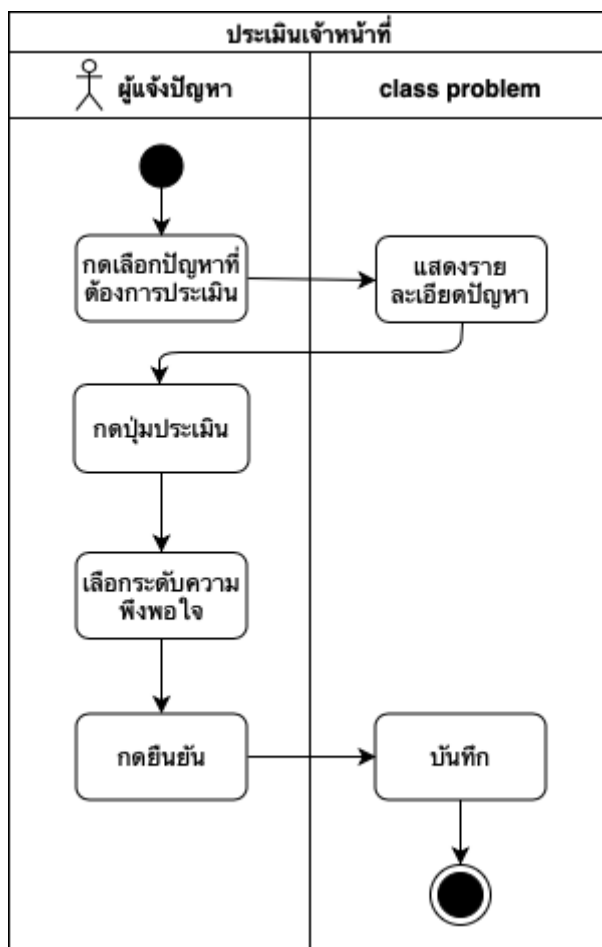 ประเมินเจ้าหน้าที่
ผู้แจ้งปัญหา
class problem
กดเลือกปัญหาที่
ต้องการประเมิน
แสดงราย
ละเอียดปัญหา
กดปุ่มประเมิน
เลือกระดับความ
พึงพอใจ
กดยืนยัน
บันทึก